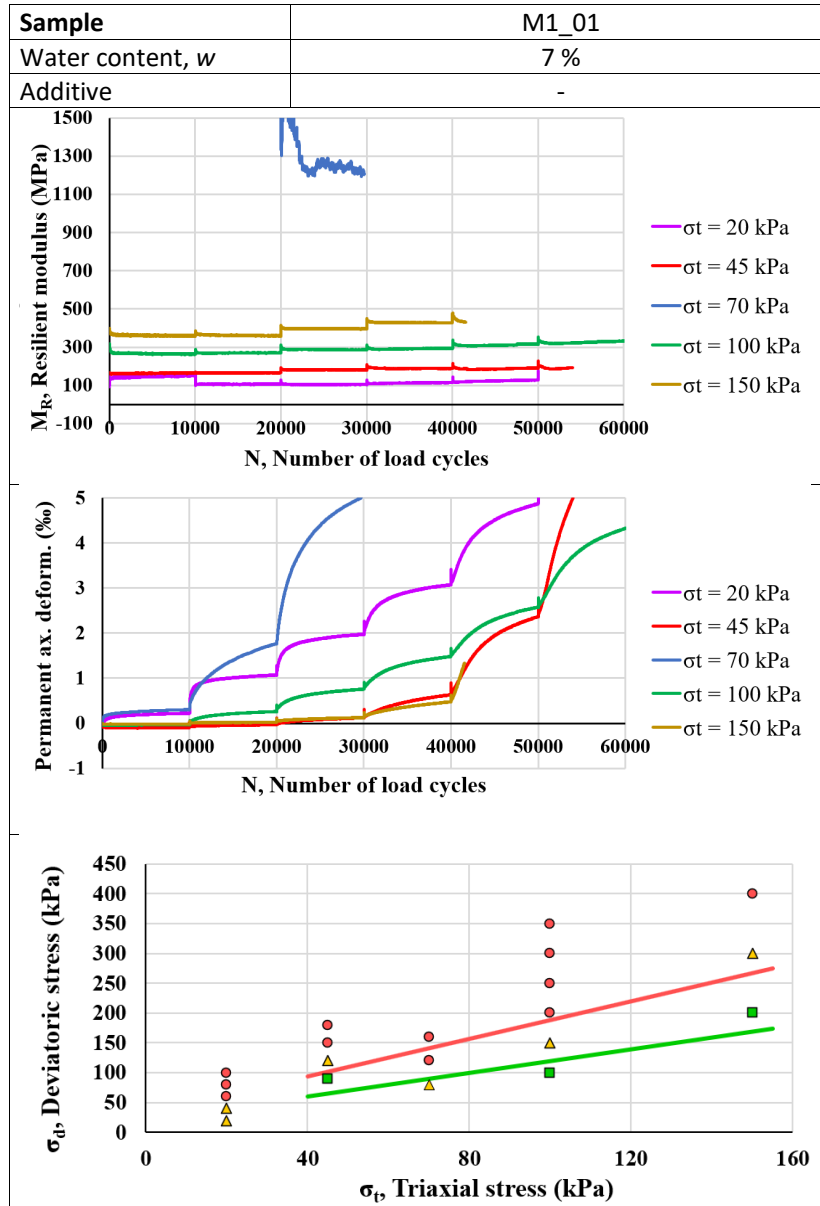 Sample M1_01
Water content, w 7 %
Additive -
M_R, Resilient modulus (MPa)
1500
1300
1100
900
700
500
300
100
-100
0 10000 20000 30000 40000 50000 60000
N, Number of load cycles
σt = 20 kPa
σt = 45 kPa
σt = 70 kPa
σt = 100 kPa
σt = 150 kPa
Permanent ax. deform. (‰)
5
4
3
2
1
0
-1
0 10000 20000 30000 40000 50000 60000
N, Number of load cycles
σt = 20 kPa
σt = 45 kPa
σt = 70 kPa
σt = 100 kPa
σt = 150 kPa
σd, Deviatoric stress (kPa)
450
400
350
300
250
200
150
100
50
0
0 40 80 120 160
σt, Triaxial stress (kPa)